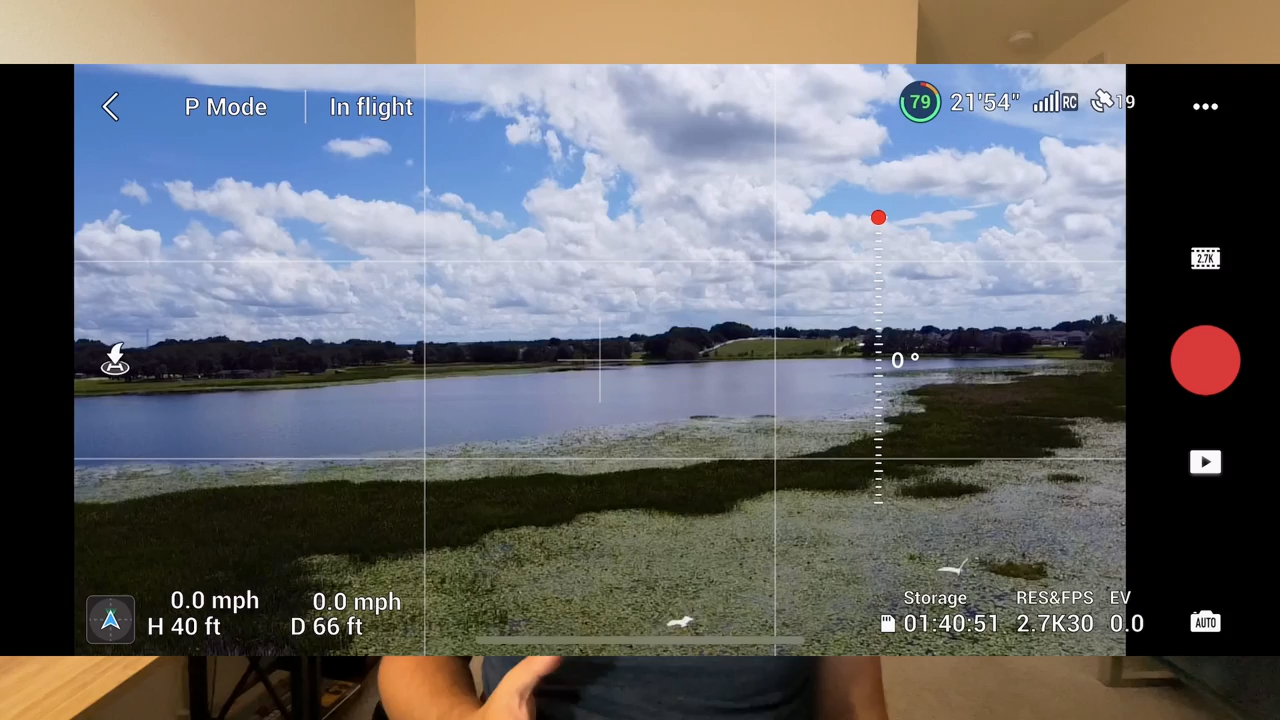 P Mode In flight 79 21'54" RC 19
2.7K
0°
0.0 mph 0.0 mph
H 40 ft D 66 ft
Storage RES&FPS EV
01:40:51 2.7K30 0.0
AUTO